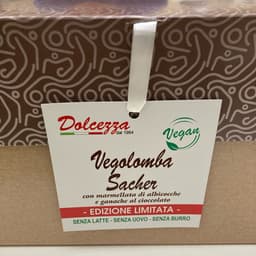 Dolcezza
dal 1964
Vegan
Vegolomba
Sacher
con marmellata di albicocche
e ganache al cioccolato
- EDIZIONE LIMITATA -
SENZA LATTE - SENZA UOVO - SENZA BURRO